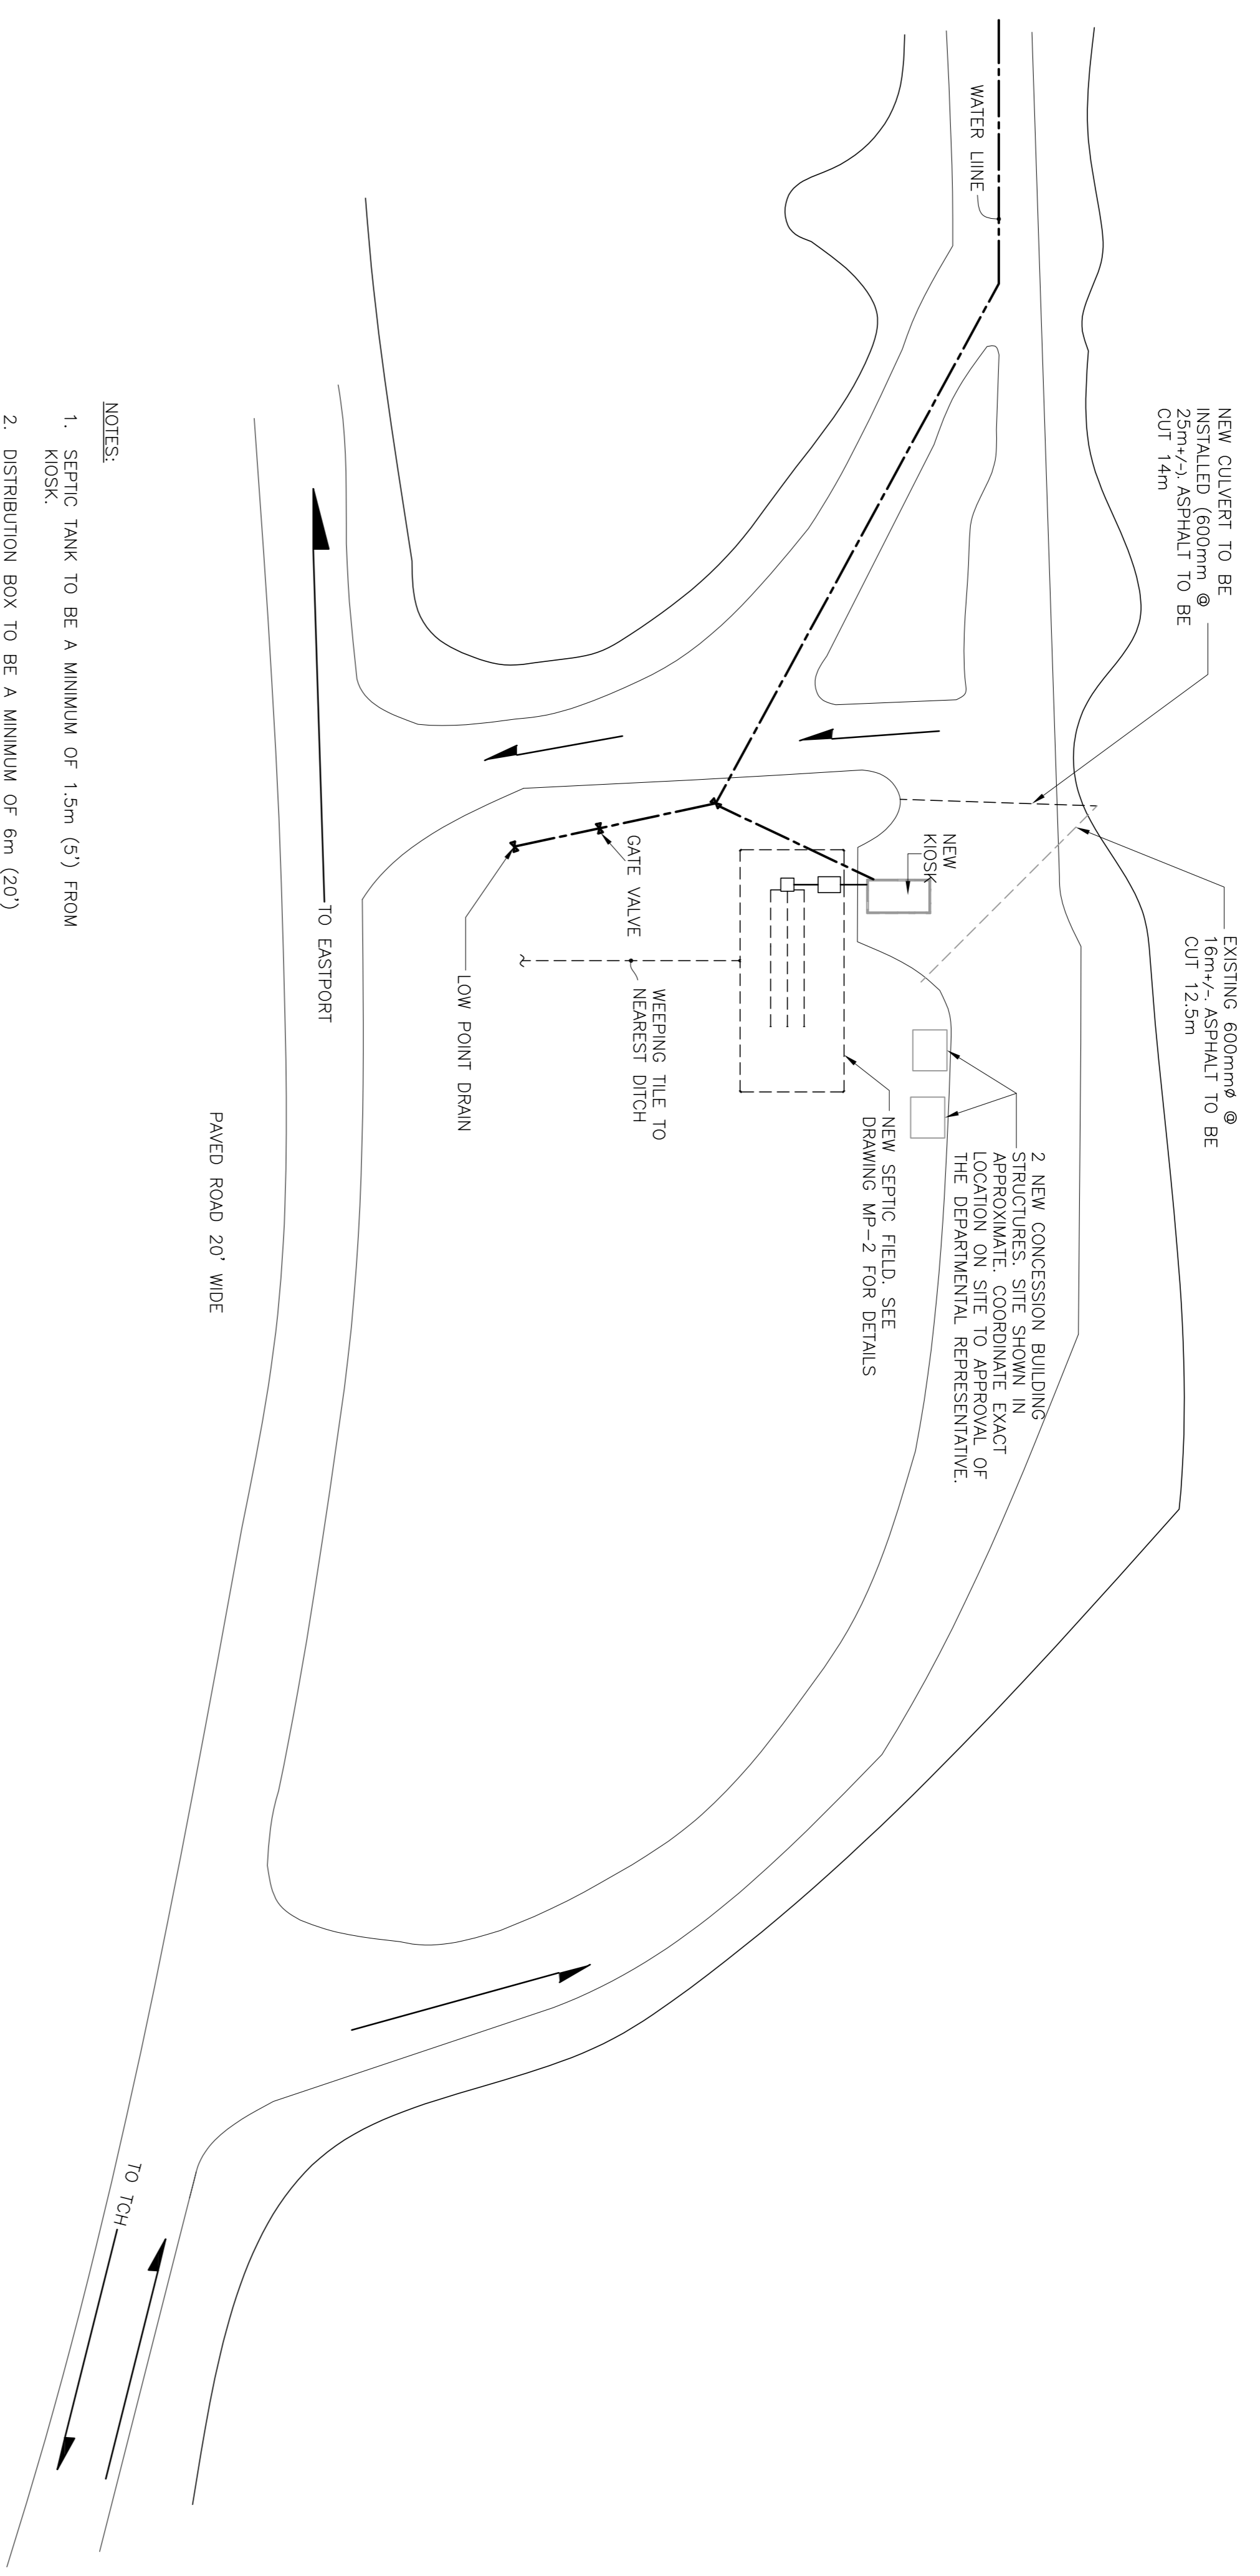 NEW CULVERT TO BE
INSTALLED (600mm @
25m+/-). ASPHALT TO BE
CUT 14m
EXISTING 600mmø @
16m+/-. ASPHALT TO BE
CUT 12.5m
WATER LIINE
NEW
KIOSK
2 NEW CONCESSION BUILDING
STRUCTURES. SITE SHOWN IN
APPROXIMATE. COORDINATE EXACT
LOCATION ON SITE TO APPROVAL OF
THE DEPARTMENTAL REPRESENTATIVE.
NEW SEPTIC FIELD. SEE
DRAWING MP-2 FOR DETAILS
GATE VALVE
WEEPING TILE TO
NEAREST DITCH
LOW POINT DRAIN
TO EASTPORT
PAVED ROAD 20' WIDE
TO TCH
NOTES:
1. SEPTIC TANK TO BE A MINIMUM OF 1.5m (5') FROM
KIOSK.
2. DISTRIBUTION BOX TO BE A MINIMUM OF 6m (20')